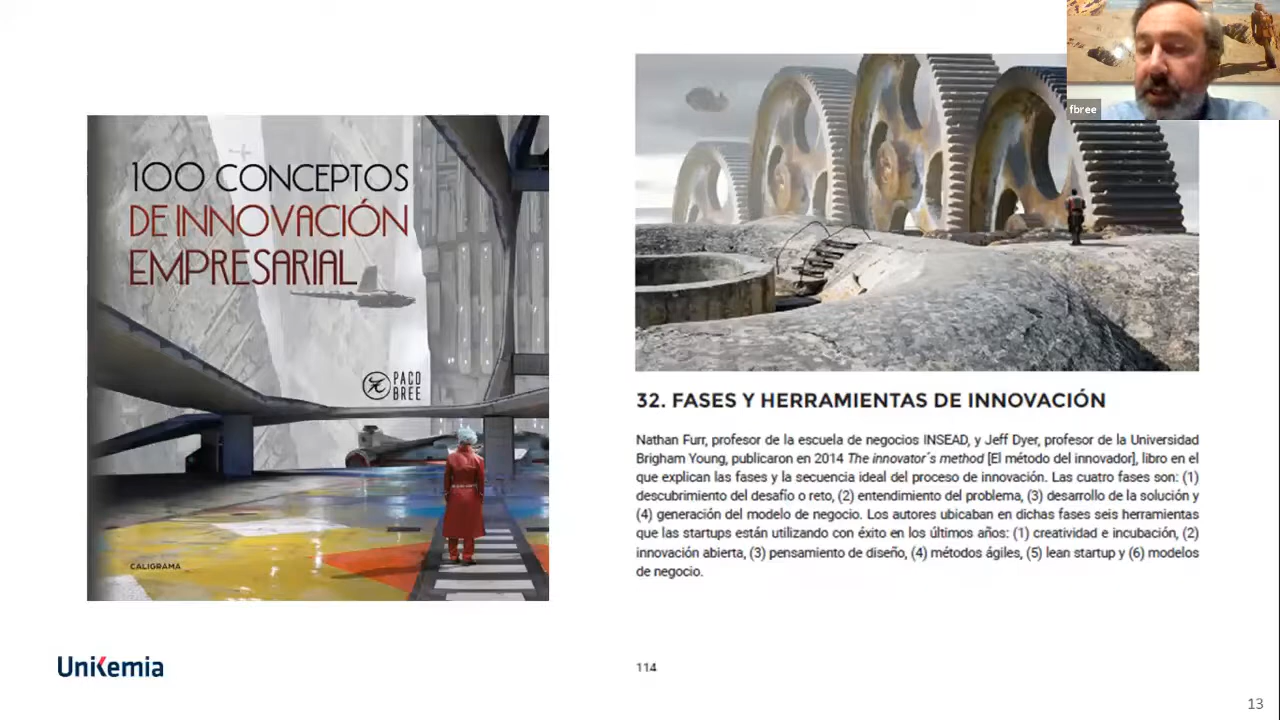 fbree
100 CONCEPTOS
DE INNOVACIÓN
EMPRESARIAL
PACO
BREE
CALIGRAMA
32. FASES Y HERRAMIENTAS DE INNOVACIÓN
Nathan Furr, profesor de la escuela de negocios INSEAD, y Jeff Dyer, profesor de la Universidad
Brigham Young, publicaron en 2014 The innovator´s method [El método del innovador], libro en el
que explican las fases y la secuencia ideal del proceso de innovación. Las cuatro fases son: (1)
descubrimiento del desafío o reto, (2) entendimiento del problema, (3) desarrollo de la solución y
(4) generación del modelo de negocio. Los autores ubicaban en dichas fases seis herramientas
que las startups están utilizando con éxito en los últimos años: (1) creatividad e incubación, (2)
innovación abierta, (3) pensamiento de diseño, (4) métodos ágiles, (5) lean startup y (6) modelos
de negocio.
UniKemia
114
13